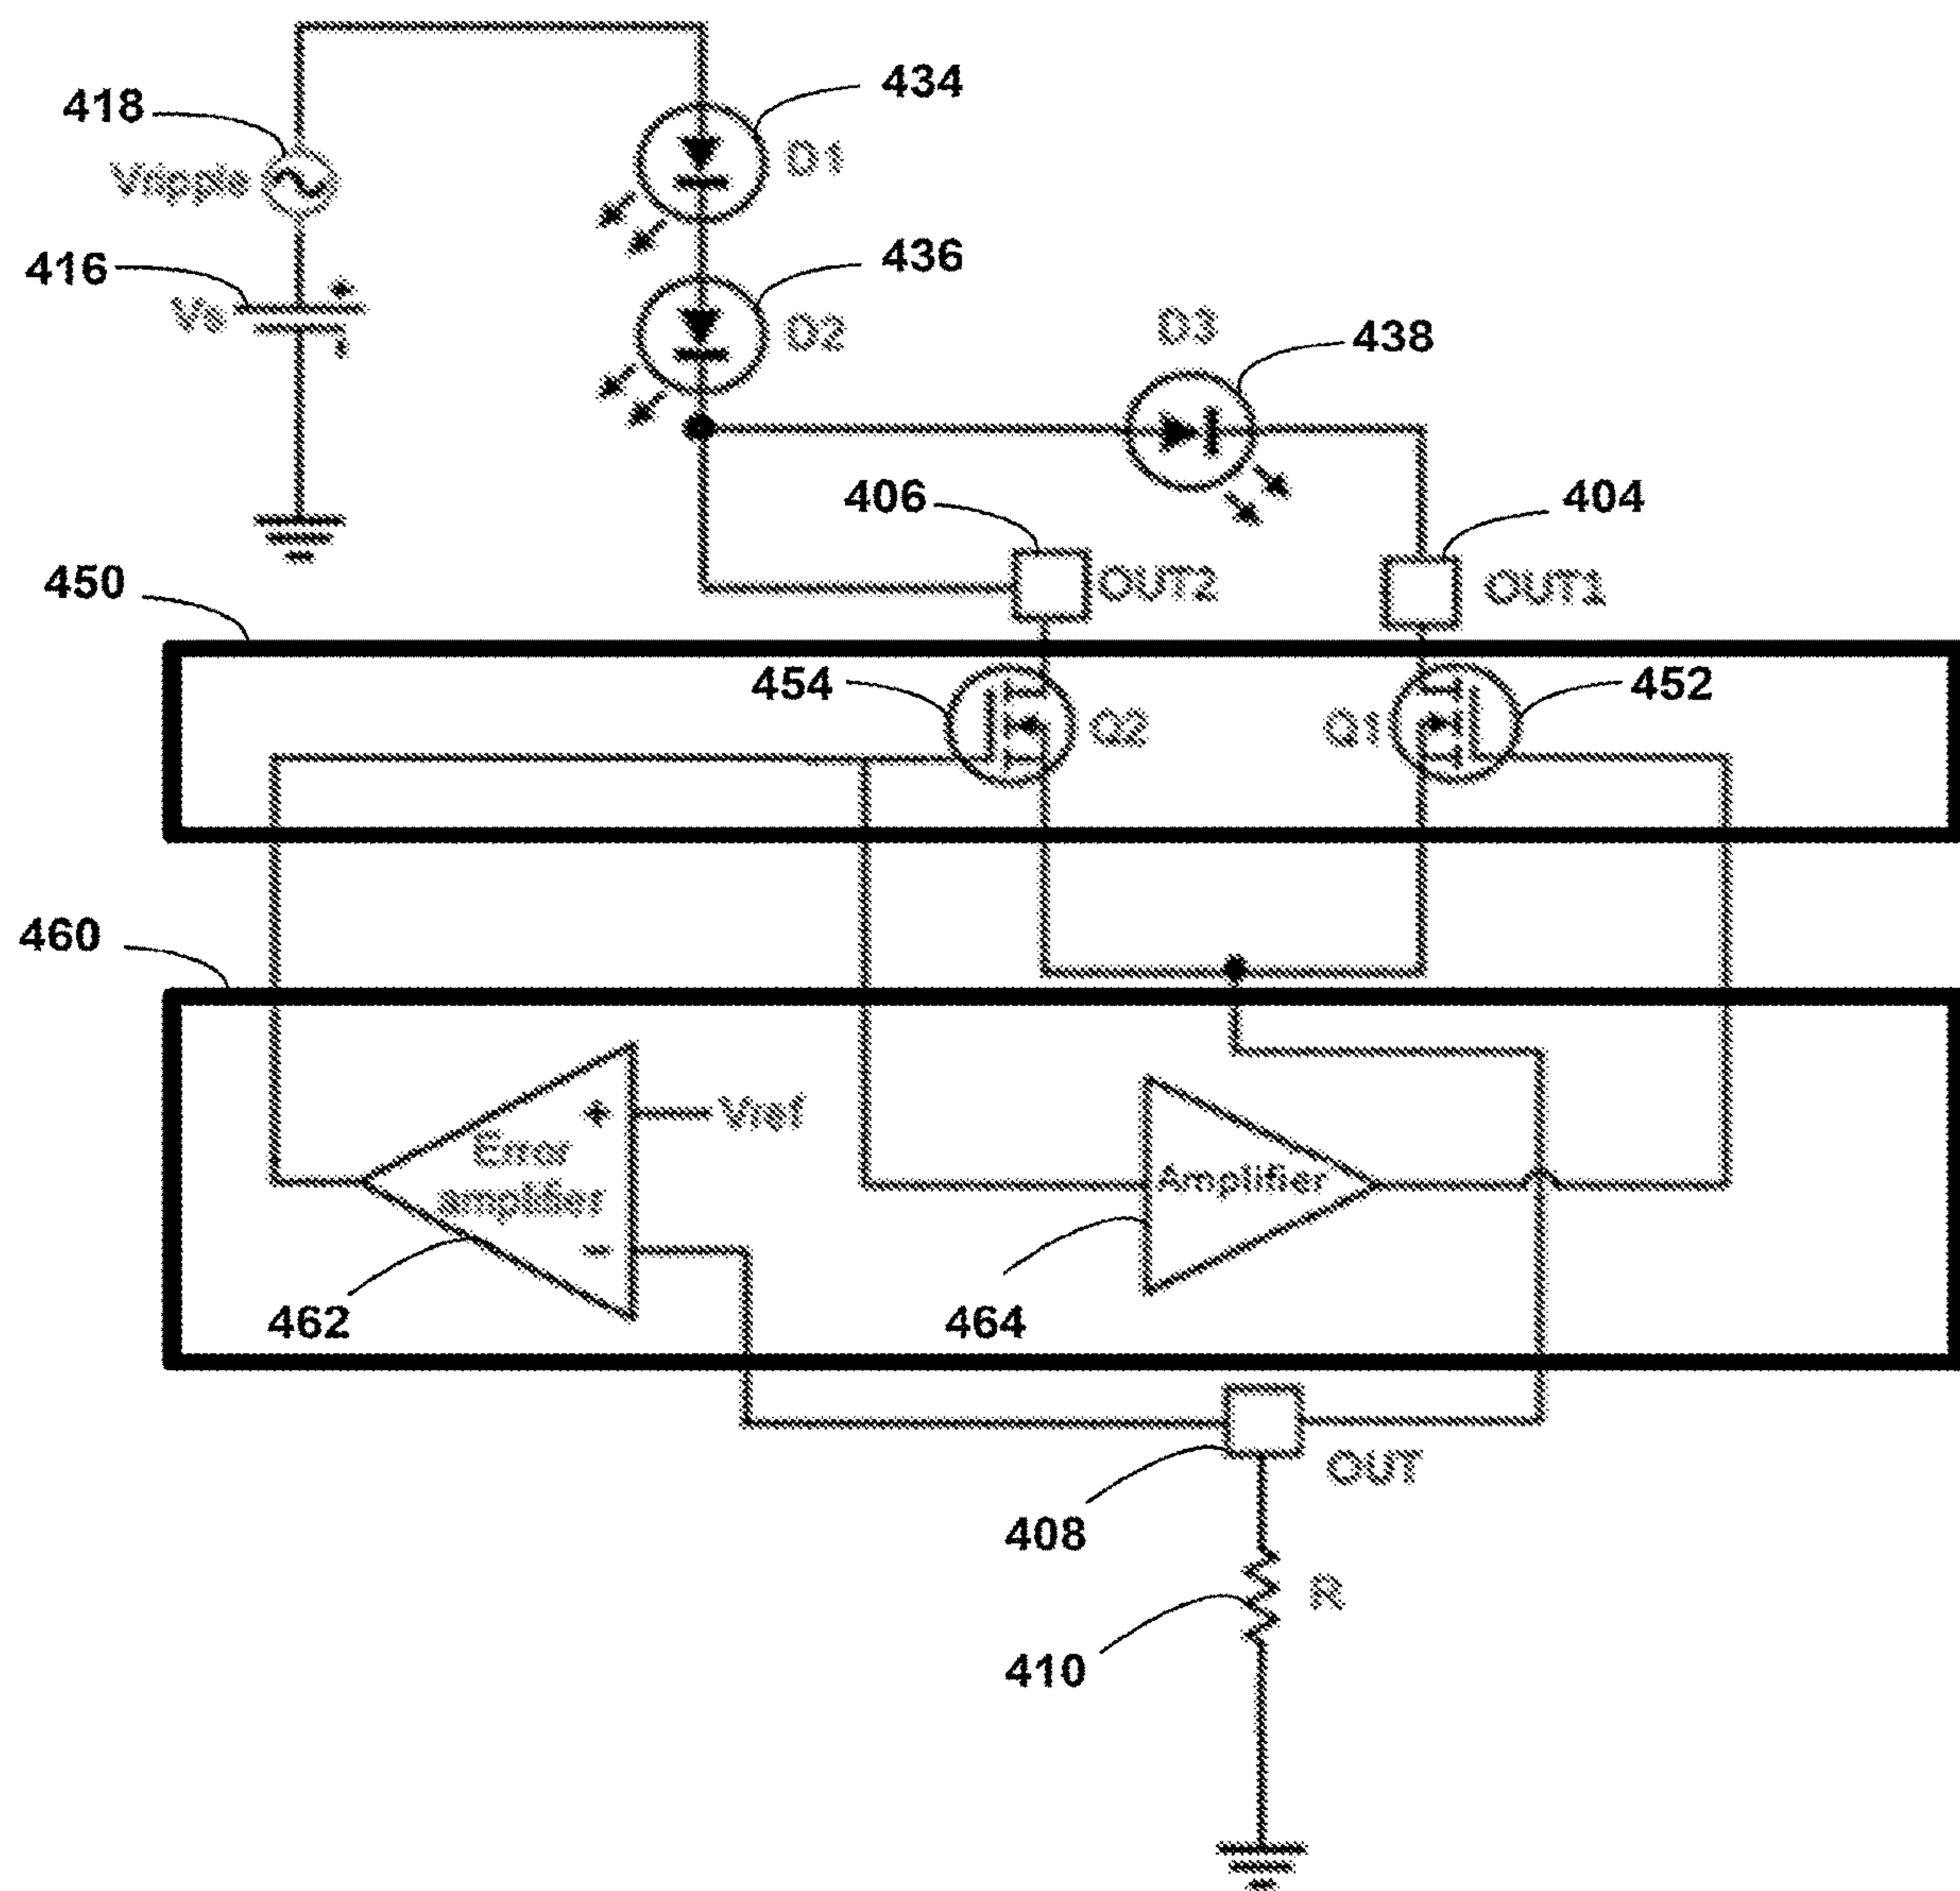 434
418
D1
Vripple
436
416
Vs
D2
D3
438
406
404
OUT2
OUT1
450
454
Q2
Q1
452
460
+
Vref
Error
amplifier
-
Amplifier
462
464
408
OUT
R
410